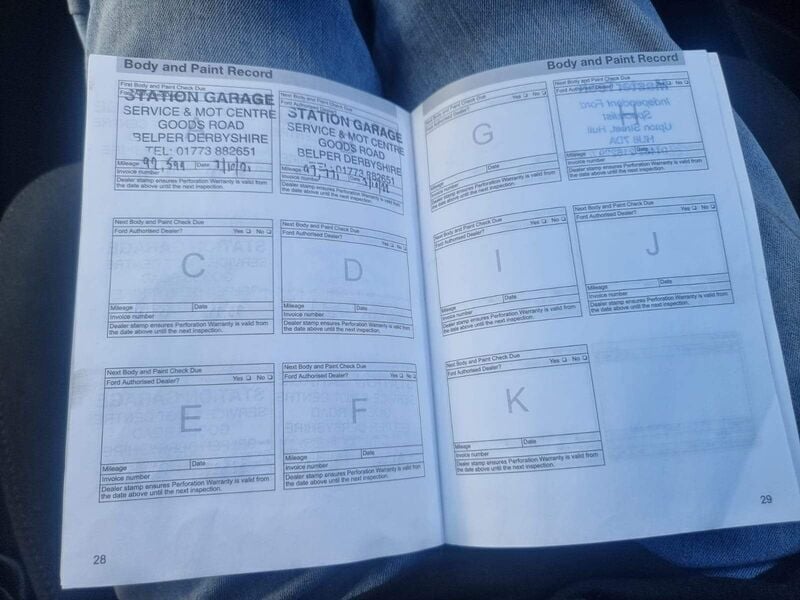 Body and Paint Record
First Body and Paint Check Due
STATION GARAGE
SERVICE & MOT CENTRE
GOODS ROAD
BELPER DERBYSHIRE
TEL: 01773 882651
Mileage Date
Invoice number
Dealer stamp ensures Perforation Warranty is valid from
the date above until the next inspection.
Next Body and Paint Check Due
STATION GARAGE
SERVICE & MOT CENTRE
GOODS ROAD
BELPER DERBYSHIRE
01773 882651
Mileage
Invoice number
Dealer stamp ensures Perforation Warranty is valid from
the date above until the next inspection.
Next Body and Paint Check Due
Ford Authorised Dealer? Yes No
C
Mileage Date
Invoice number
Dealer stamp ensures Perforation Warranty is valid from
the date above until the next inspection.
Next Body and Paint Check Due
Ford Authorised Dealer? Yes No
D
Mileage Date
Invoice number
Dealer stamp ensures Perforation Warranty is valid from
the date above until the next inspection.
Next Body and Paint Check Due
Ford Authorised Dealer? Yes No
E
Mileage Date
Invoice number
Dealer stamp ensures Perforation Warranty is valid from
the date above until the next inspection.
Next Body and Paint Check Due
Ford Authorised Dealer? Yes No
F
Mileage Date
Invoice number
Dealer stamp ensures Perforation Warranty is valid from
the date above until the next inspection.
28
Body and Paint Record
Next Body and Paint Check Due
Ford Authorised Dealer? Yes No
G
Mileage Date
Invoice number
Dealer stamp ensures Perforation Warranty is valid from
the date above until the next inspection.
Next Body and Paint Check Due
Ford Authorised Dealer? Yes No
H
Mileage Date
Invoice number
Dealer stamp ensures Perforation Warranty is valid from
the date above until the next inspection.
Next Body and Paint Check Due
Ford Authorised Dealer? Yes No
I
Mileage Date
Invoice number
Dealer stamp ensures Perforation Warranty is valid from
the date above until the next inspection.
Next Body and Paint Check Due
Ford Authorised Dealer? Yes No
J
Mileage Date
Invoice number
Dealer stamp ensures Perforation Warranty is valid from
the date above until the next inspection.
Next Body and Paint Check Due
Ford Authorised Dealer? Yes No
K
Mileage Date
Invoice number
Dealer stamp ensures Perforation Warranty is valid from
the date above until the next inspection.
29